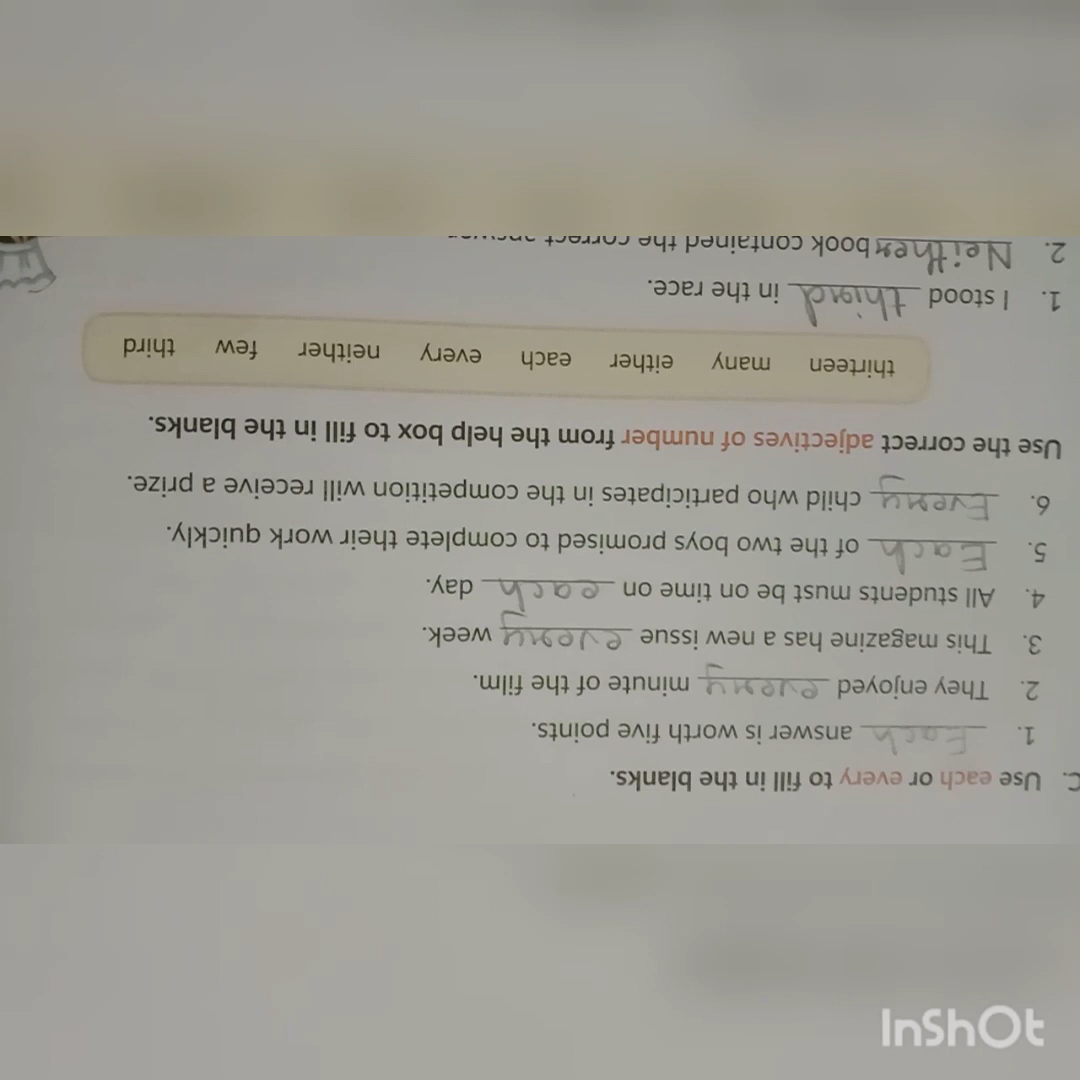 C. Use each or every to fill in the blanks.
1. Each answer is worth five points.
2. They enjoyed every minute of the film.
3. This magazine has a new issue every week.
4. All students must be on time on each day.
5. Each of the two boys promised to complete their work quickly.
6. Every child who participates in the competition will receive a prize.
Use the correct adjectives of number from the help box to fill in the blanks.
thirteen many either each every neither few third
1. I stood third in the race.
2. Neither book contained the correct answer
InShOt